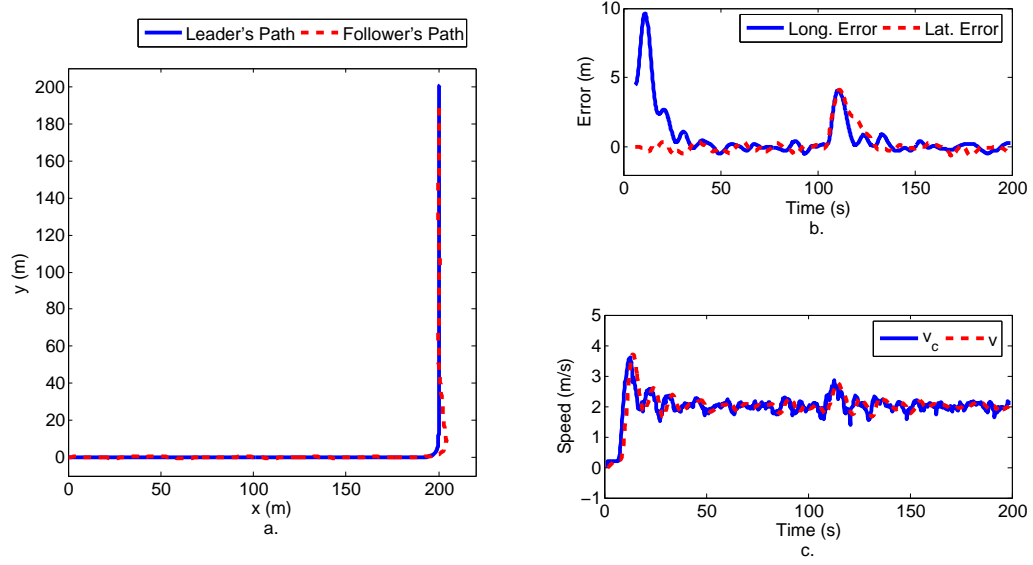 Leader's Path Follower's Path
200
180
160
140
120
100
80
60
40
20
0
y (m)
0 50 100 150 200
x (m)
a.
Long. Error Lat. Error
10
5
0
Error (m)
0 50 100 150 200
Time (s)
b.
v_c v
5
4
3
2
1
0
−1
Speed (m/s)
0 50 100 150 200
Time (s)
c.